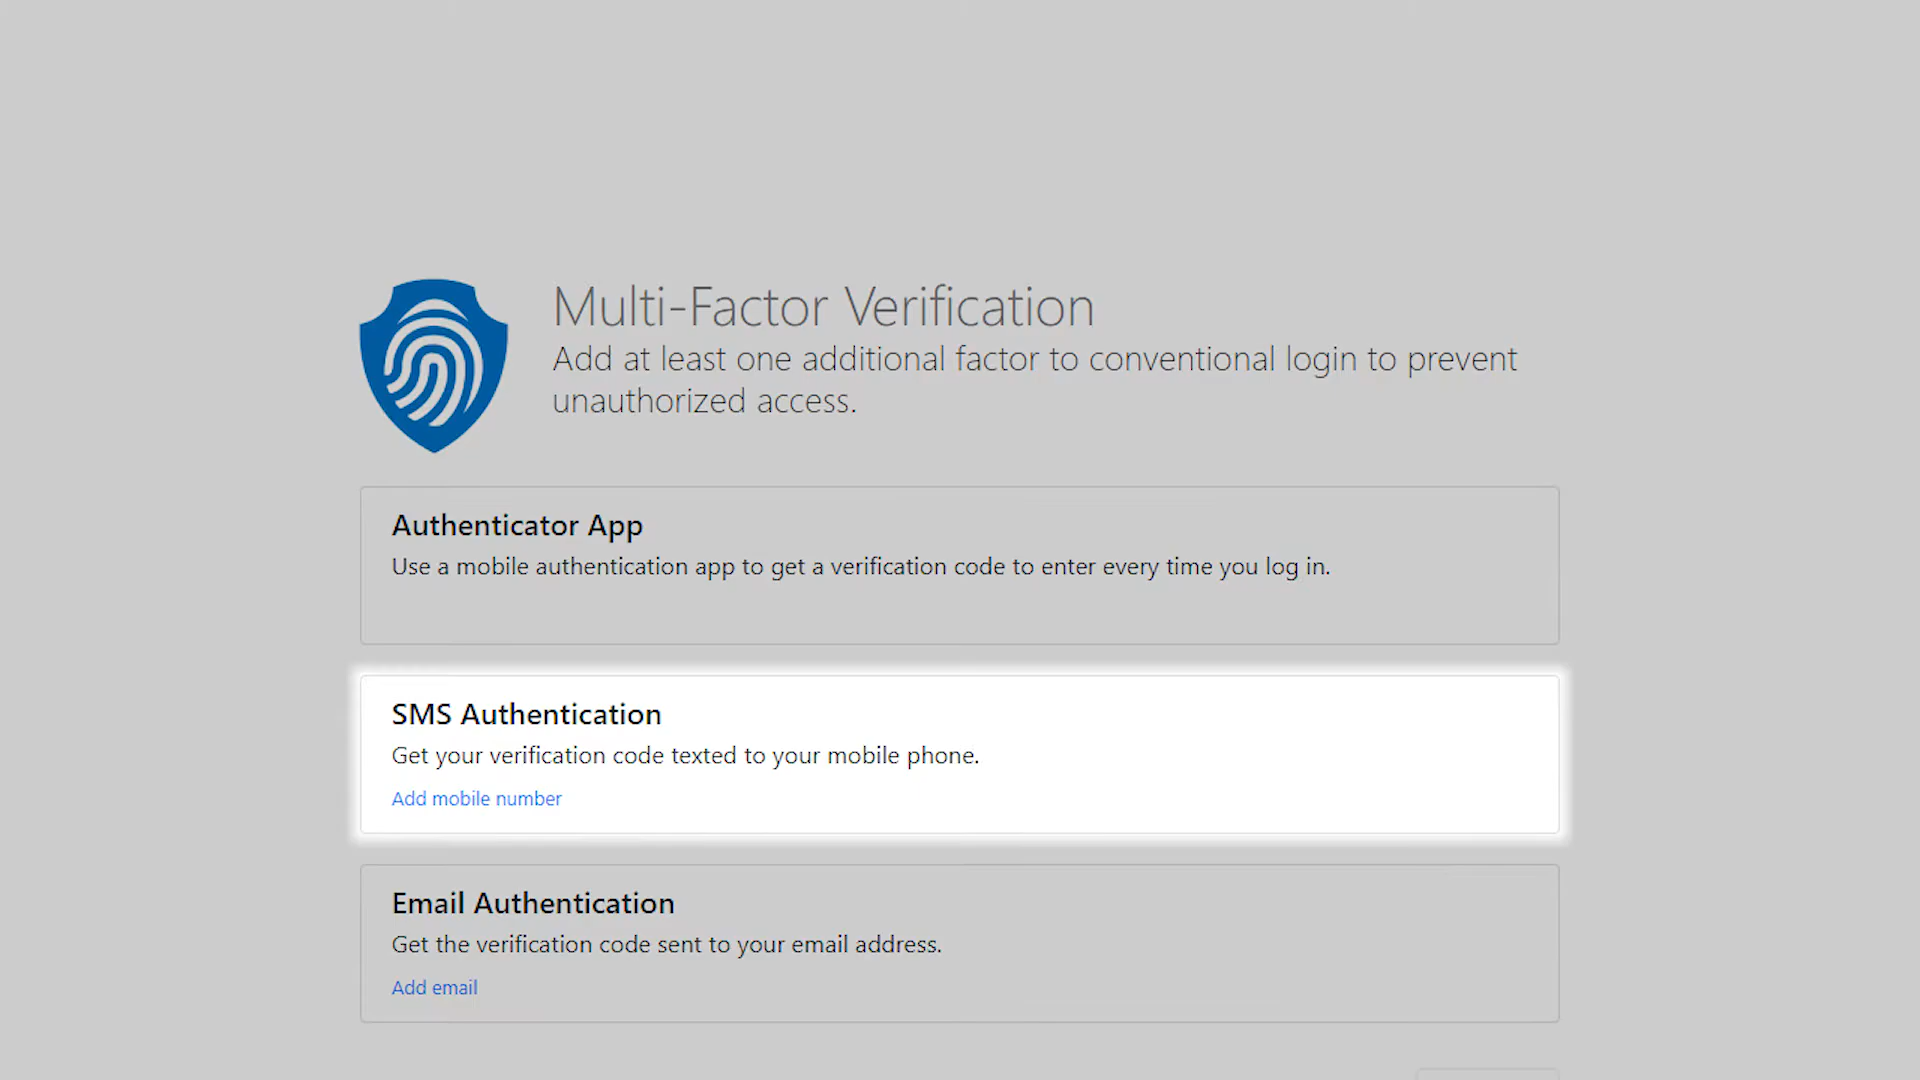 Multi-Factor Verification
Add at least one additional factor to conventional login to prevent
unauthorized access.
Authenticator App
Use a mobile authentication app to get a verification code to enter every time you log in.
SMS Authentication
Get your verification code texted to your mobile phone.
Add mobile number
Email Authentication
Get the verification code sent to your email address.
Add email